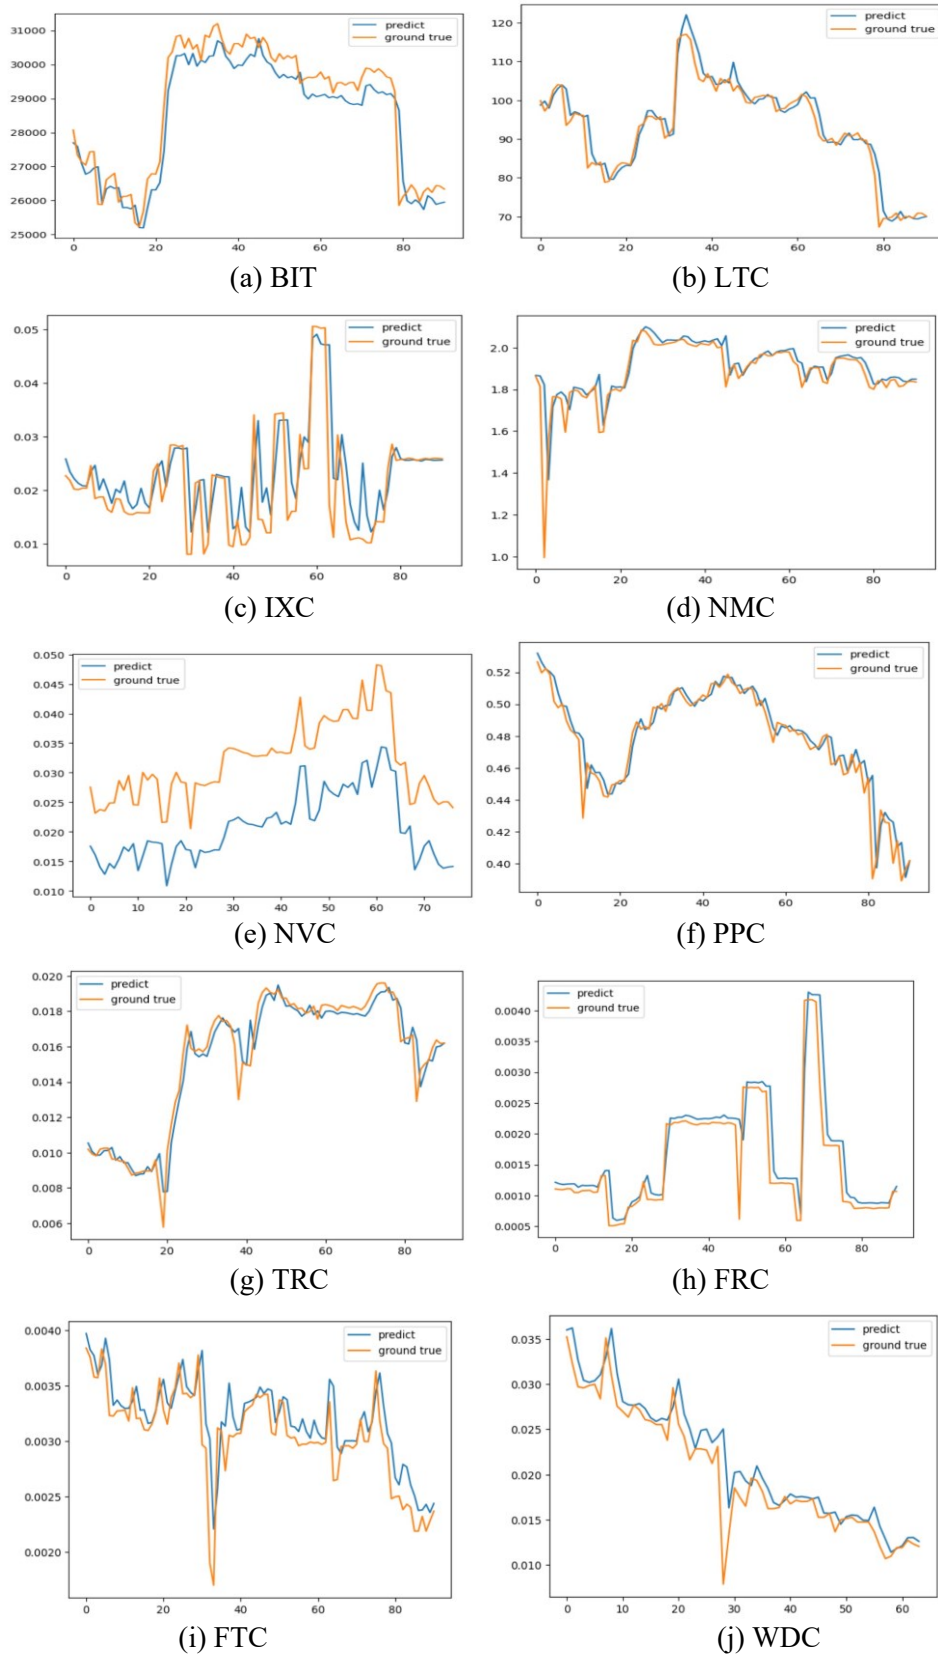 predict
ground true
31000
30000
29000
28000
27000
26000
25000
0 20 40 60 80
(a) BIT
predict
ground true
120
110
100
90
80
70
0 20 40 60 80
(b) LTC
predict
ground true
0.05
0.04
0.03
0.02
0.01
0 20 40 60 80
(c) IXC
predict
ground true
2.0
1.8
1.6
1.4
1.2
1.0
0 20 40 60 80
(d) NMC
predict
ground true
0.050
0.045
0.040
0.035
0.030
0.025
0.020
0.015
0.010
0 10 20 30 40 50 60 70
(e) NVC
predict
ground true
0.52
0.50
0.48
0.46
0.44
0.42
0.40
0 20 40 60 80
(f) PPC
predict
ground true
0.020
0.018
0.016
0.014
0.012
0.010
0.008
0.006
0 20 40 60 80
(g) TRC
predict
ground true
0.0040
0.0035
0.0030
0.0025
0.0020
0.0015
0.0010
0.0005
0 20 40 60 80
(h) FRC
predict
ground true
0.0040
0.0035
0.0030
0.0025
0.0020
0 20 40 60 80
(i) FTC
predict
ground true
0.035
0.030
0.025
0.020
0.015
0.010
0 10 20 30 40 50 60
(j) WDC